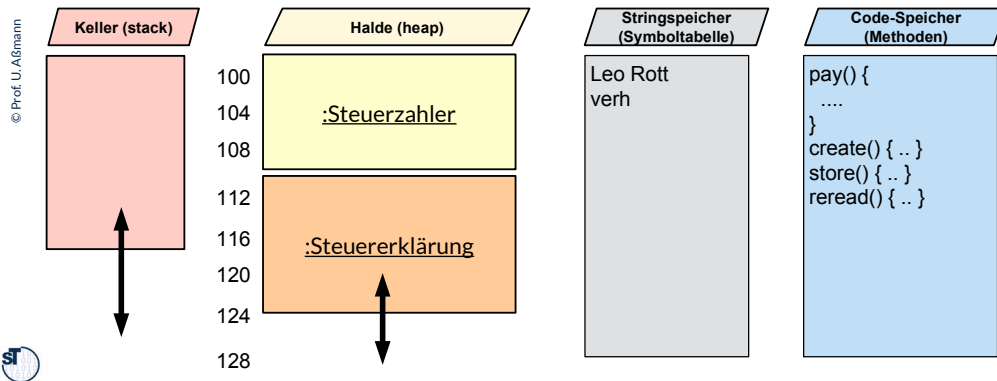 © Prof. U. Aßmann
Keller (stack)
Halde (heap)
100
104
108
112
116
120
124
128
:Steuerzahler
:Steuererklärung
Stringspeicher
(Symboltabelle)
Leo Rott
verh
Code-Speicher
(Methoden)
pay() {
....
}
create() { .. }
store() { .. }
reread() { .. }
sT